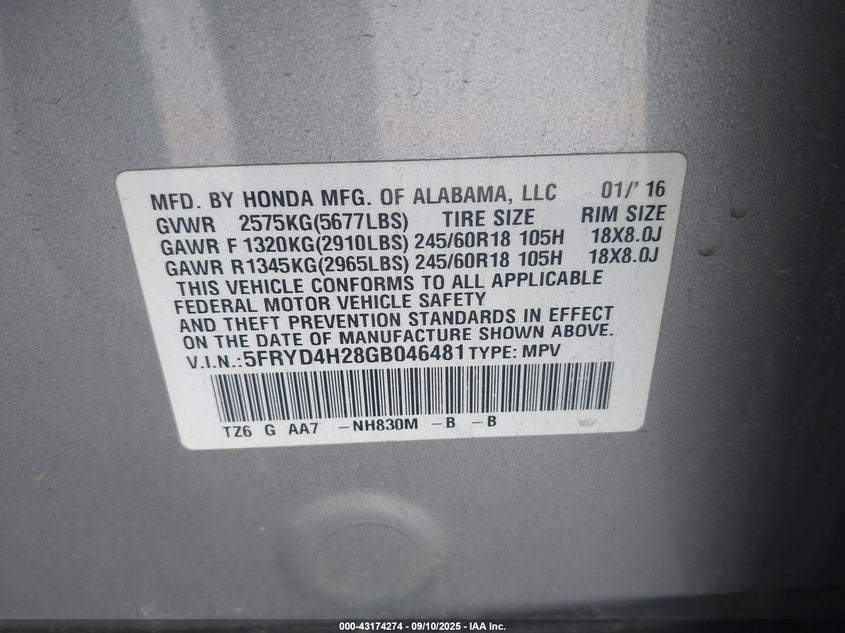 MFD. BY HONDA MFG. OF ALABAMA, LLC 01/' 16
GVWR 2575KG(5677LBS) TIRE SIZE RIM SIZE
GAWR F 1320KG(2910LBS) 245/60R18 105H 18X8.0J
GAWR R1345KG(2965LBS) 245/60R18 105H 18X8.0J
THIS VEHICLE CONFORMS TO ALL APPLICABLE
FEDERAL MOTOR VEHICLE SAFETY
AND THEFT PREVENTION STANDARDS IN EFFECT
ON THE DATE OF MANUFACTURE SHOWN ABOVE.
V.I.N.:5FRYD4H28GB046481 TYPE: MPV
TZ6 G AA7 -NH830M -B -B
000-43174274 - 09/10/2025 - IAA Inc.